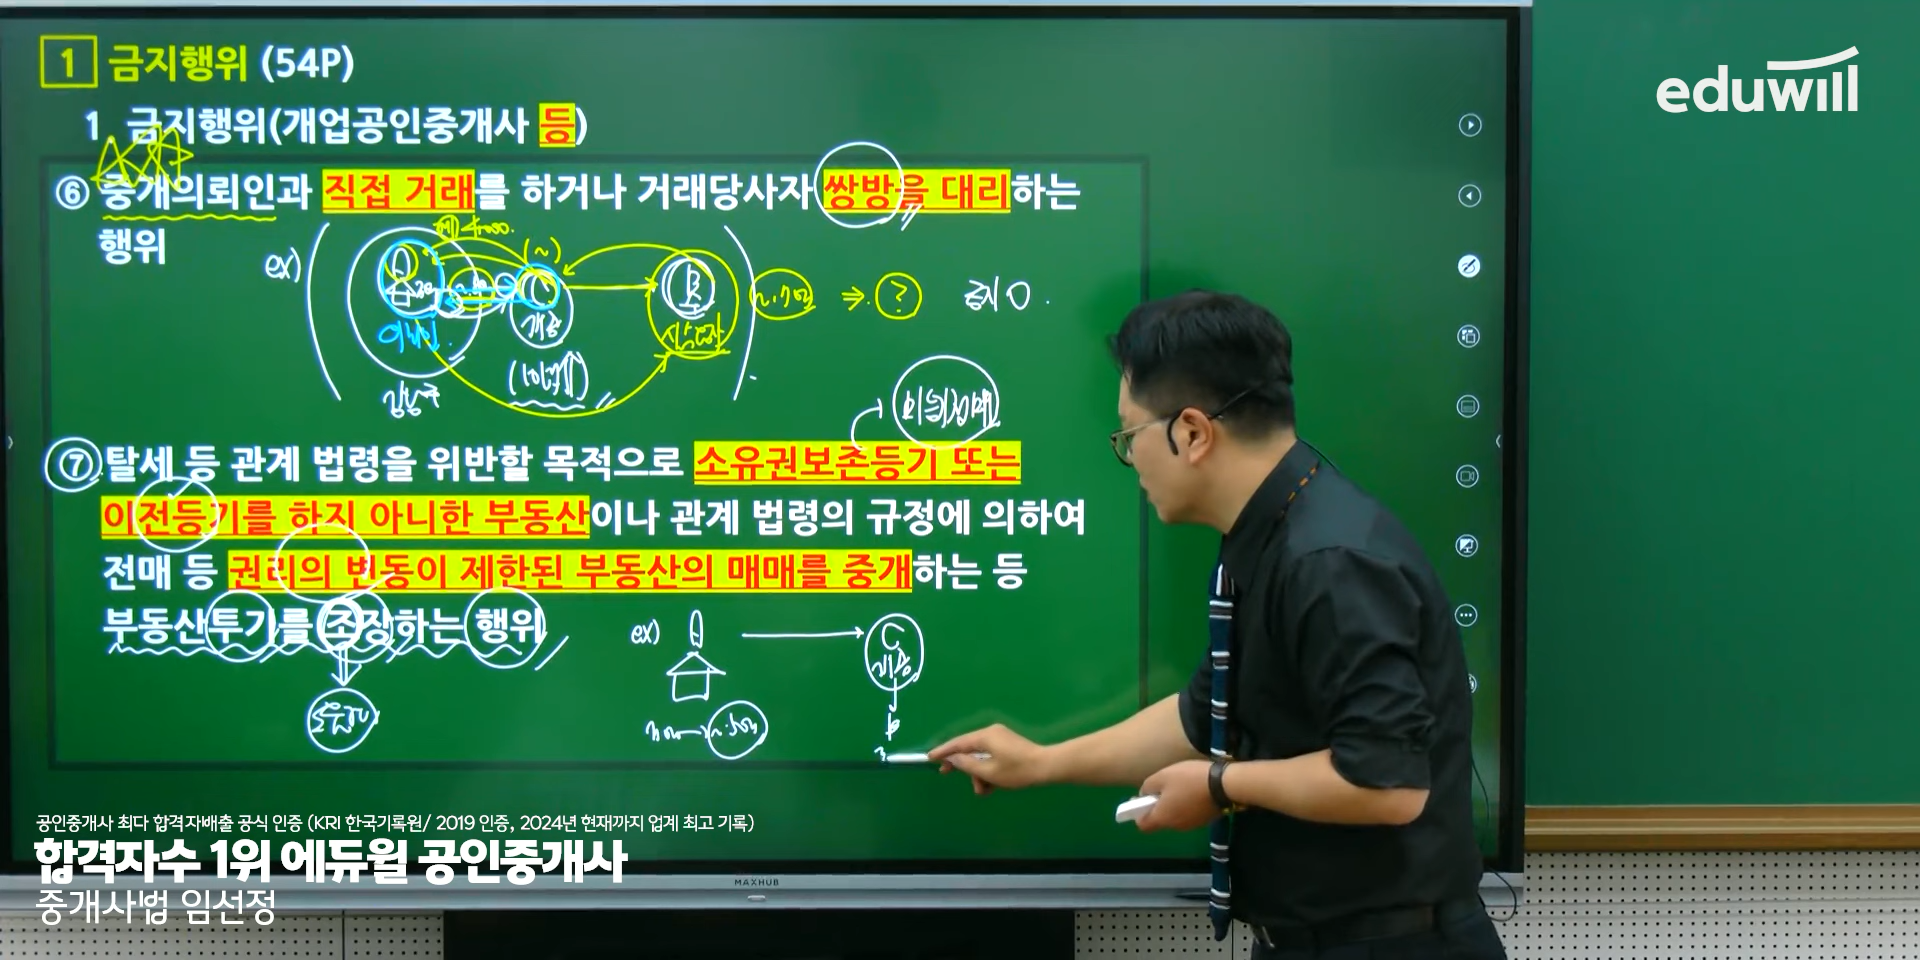 1 금지행위 (54P)
eduwill
1 금지행위(개업공인중개사 등)
⑥ 중개의뢰인과 직접 거래를 하거나 거래당사자 쌍방을 대리하는
행위
ex)
A
C
B
?
강남구
⑦ 탈세 등 관계 법령을 위반할 목적으로 소유권보존등기 또는
이전등기를 하지 아니한 부동산이나 관계 법령의 규정에 의하여
전매 등 권리의 변동이 제한된 부동산의 매매를 중개하는 등
부동산투기를 조장하는 행위
ex) A
C
공인중개사 최다 합격자배출 공식 인증 (KRI 한국기록원/ 2019 인증, 2024년 현재까지 업계 최고 기록)
합격자수 1위 에듀윌 공인중개사
중개사법 임선정
MAXHUB